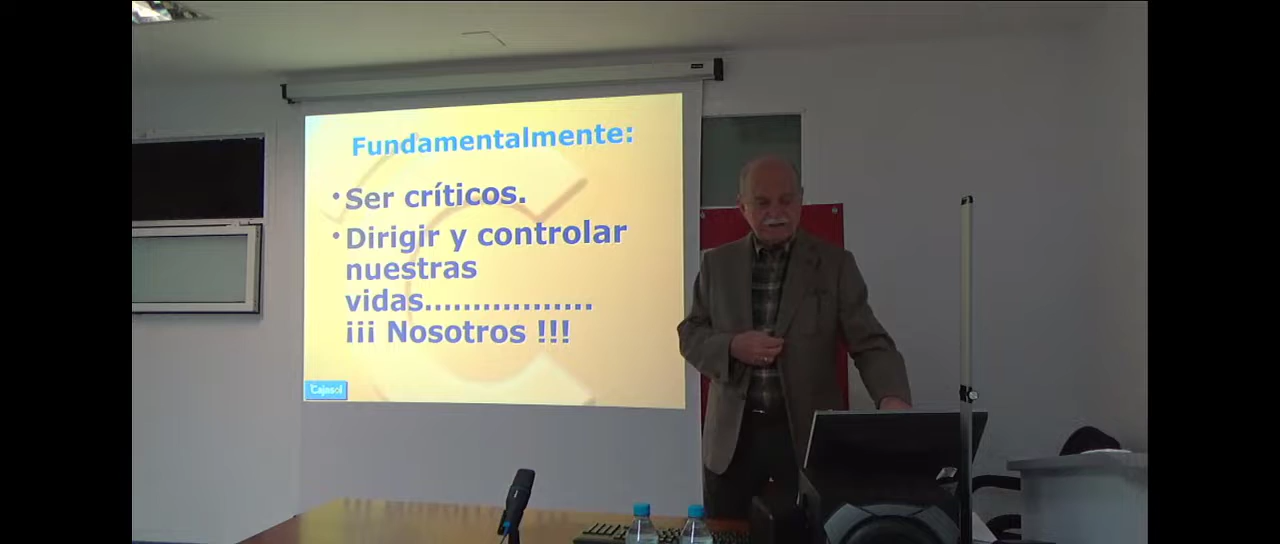 Fundamentalmente:
• Ser críticos.
• Dirigir y controlar
nuestras
vidas.................
¡¡¡ Nosotros !!!
Cajasol